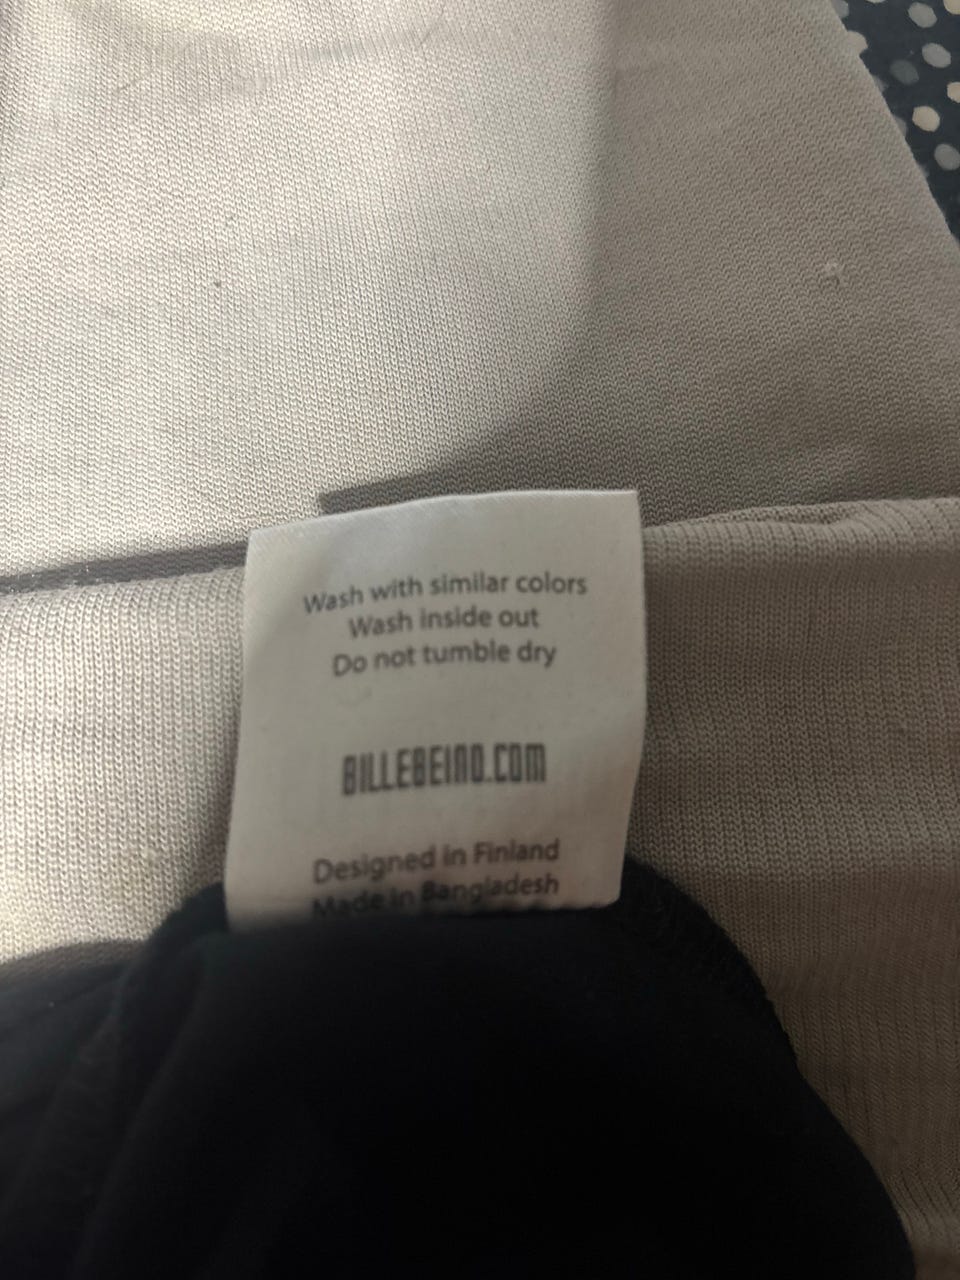 Wash with similar colors
Wash inside out
Do not tumble dry
BILLEBEINO.COM
Designed in Finland
Made in Bangladesh